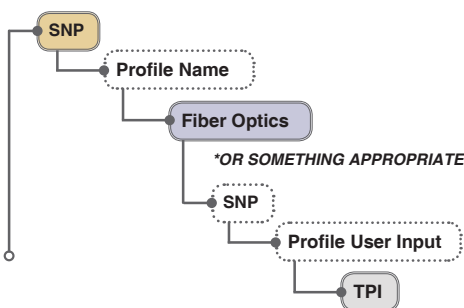 SNP
Profile Name
Fiber Optics
*OR SOMETHING APPROPRIATE
SNP
Profile User Input
TPI